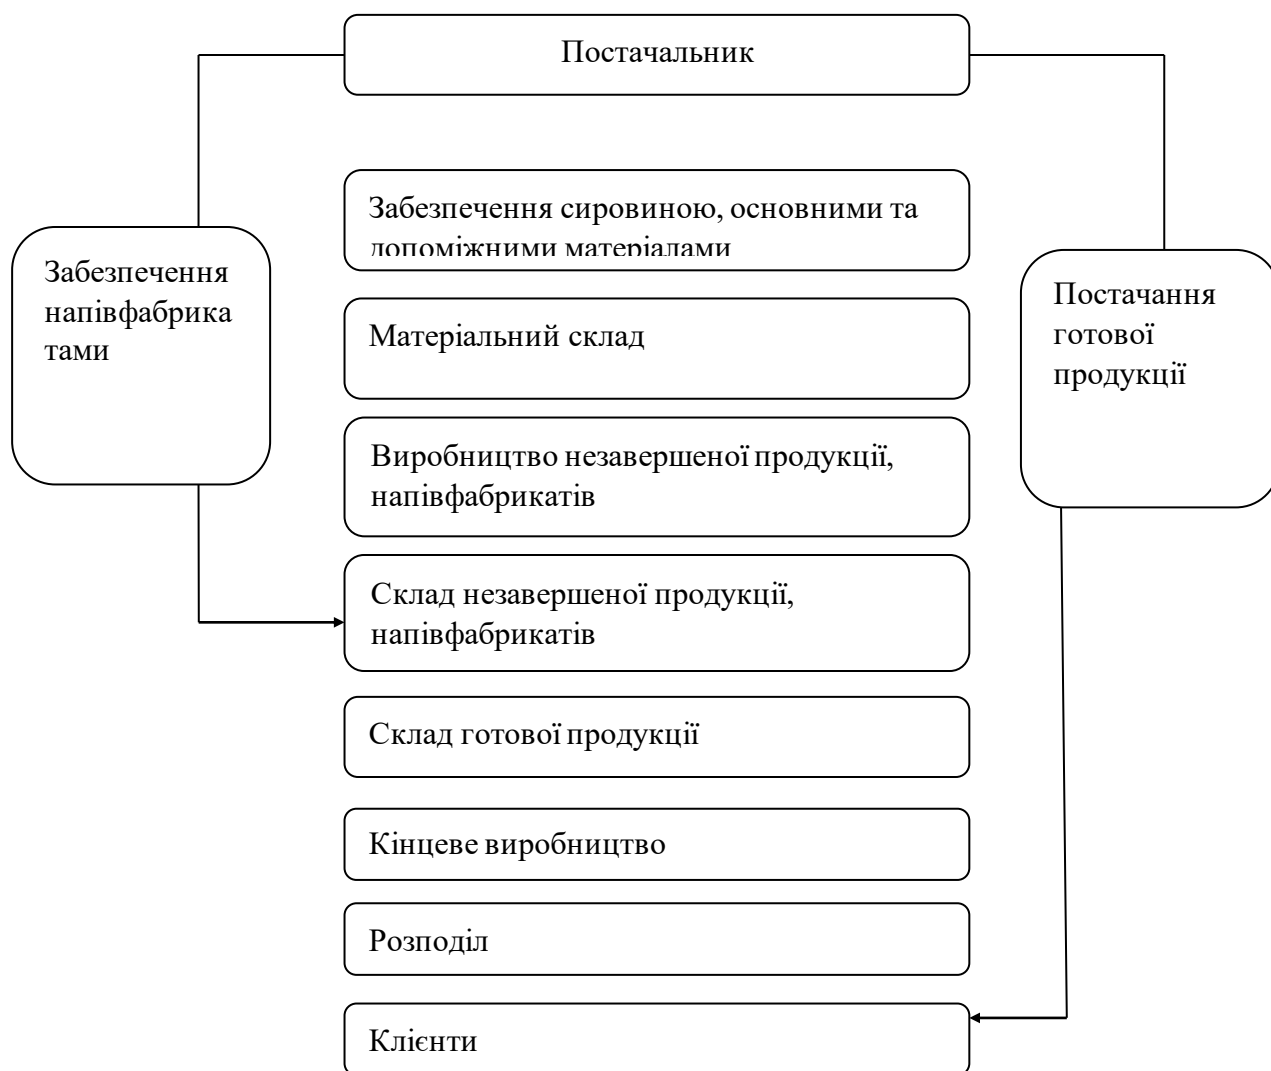 Постачальник
Забезпечення сировиною, основними та
допоміжними матеріалами
Забезпечення
напівфабрика
тами
Постачання
готової
продукції
Матеріальний склад
Виробництво незавершеної продукції,
напівфабрикатів
Склад незавершеної продукції,
напівфабрикатів
Склад готової продукції
Кінцеве виробництво
Розподіл
Клієнти